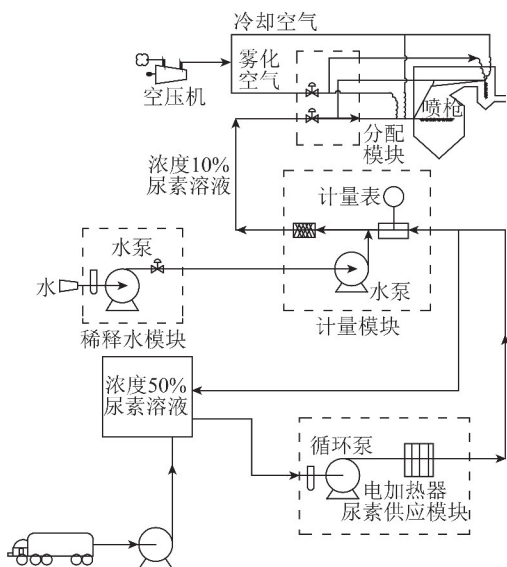 冷却空气
雾化
空气
空压机
喷枪
分配
模块
浓度10%
尿素溶液
计量表
水泵
水
水泵
稀释水模块
计量模块
浓度50%
尿素溶液
循环泵
电加热器
尿素供应模块